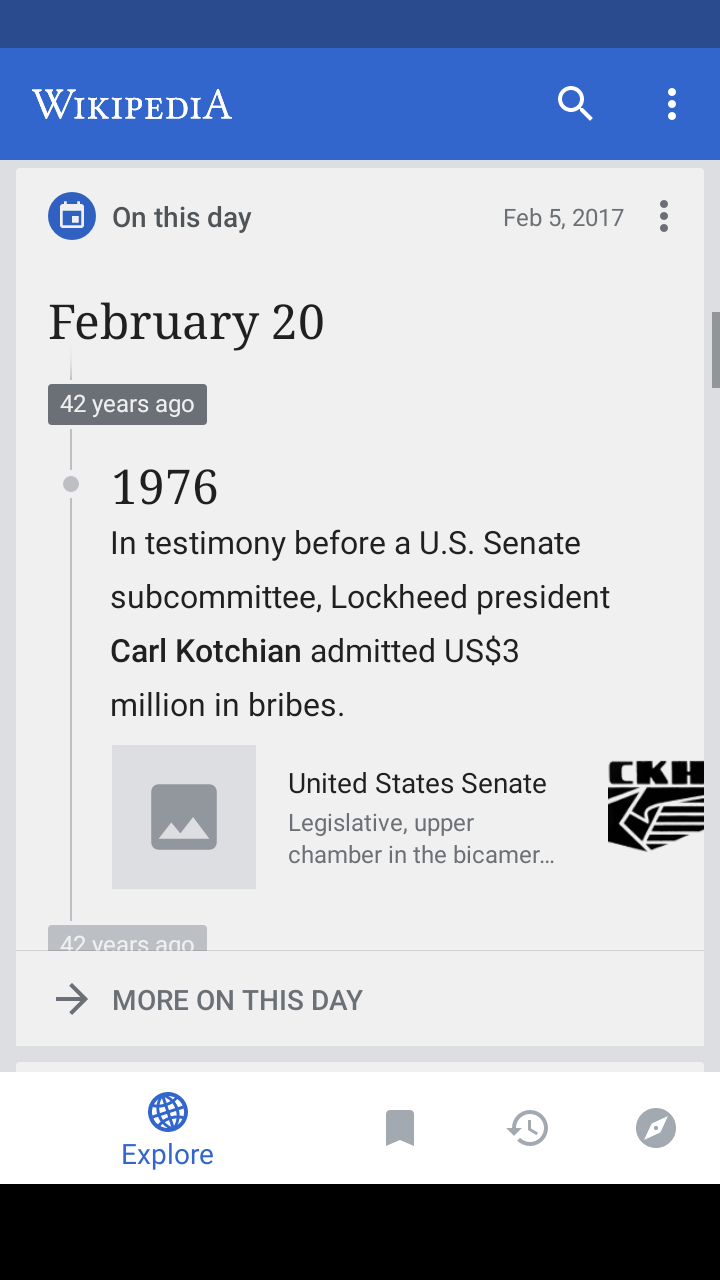 WIKIPEDIA
On this day
Feb 5, 2017
February 20
42 years ago
1976
In testimony before a U.S. Senate
subcommittee, Lockheed president
Carl Kotchian admitted US$3
million in bribes.
United States Senate
Legislative, upper
chamber in the bicamer...
СКН
42 years ago
MORE ON THIS DAY
Explore